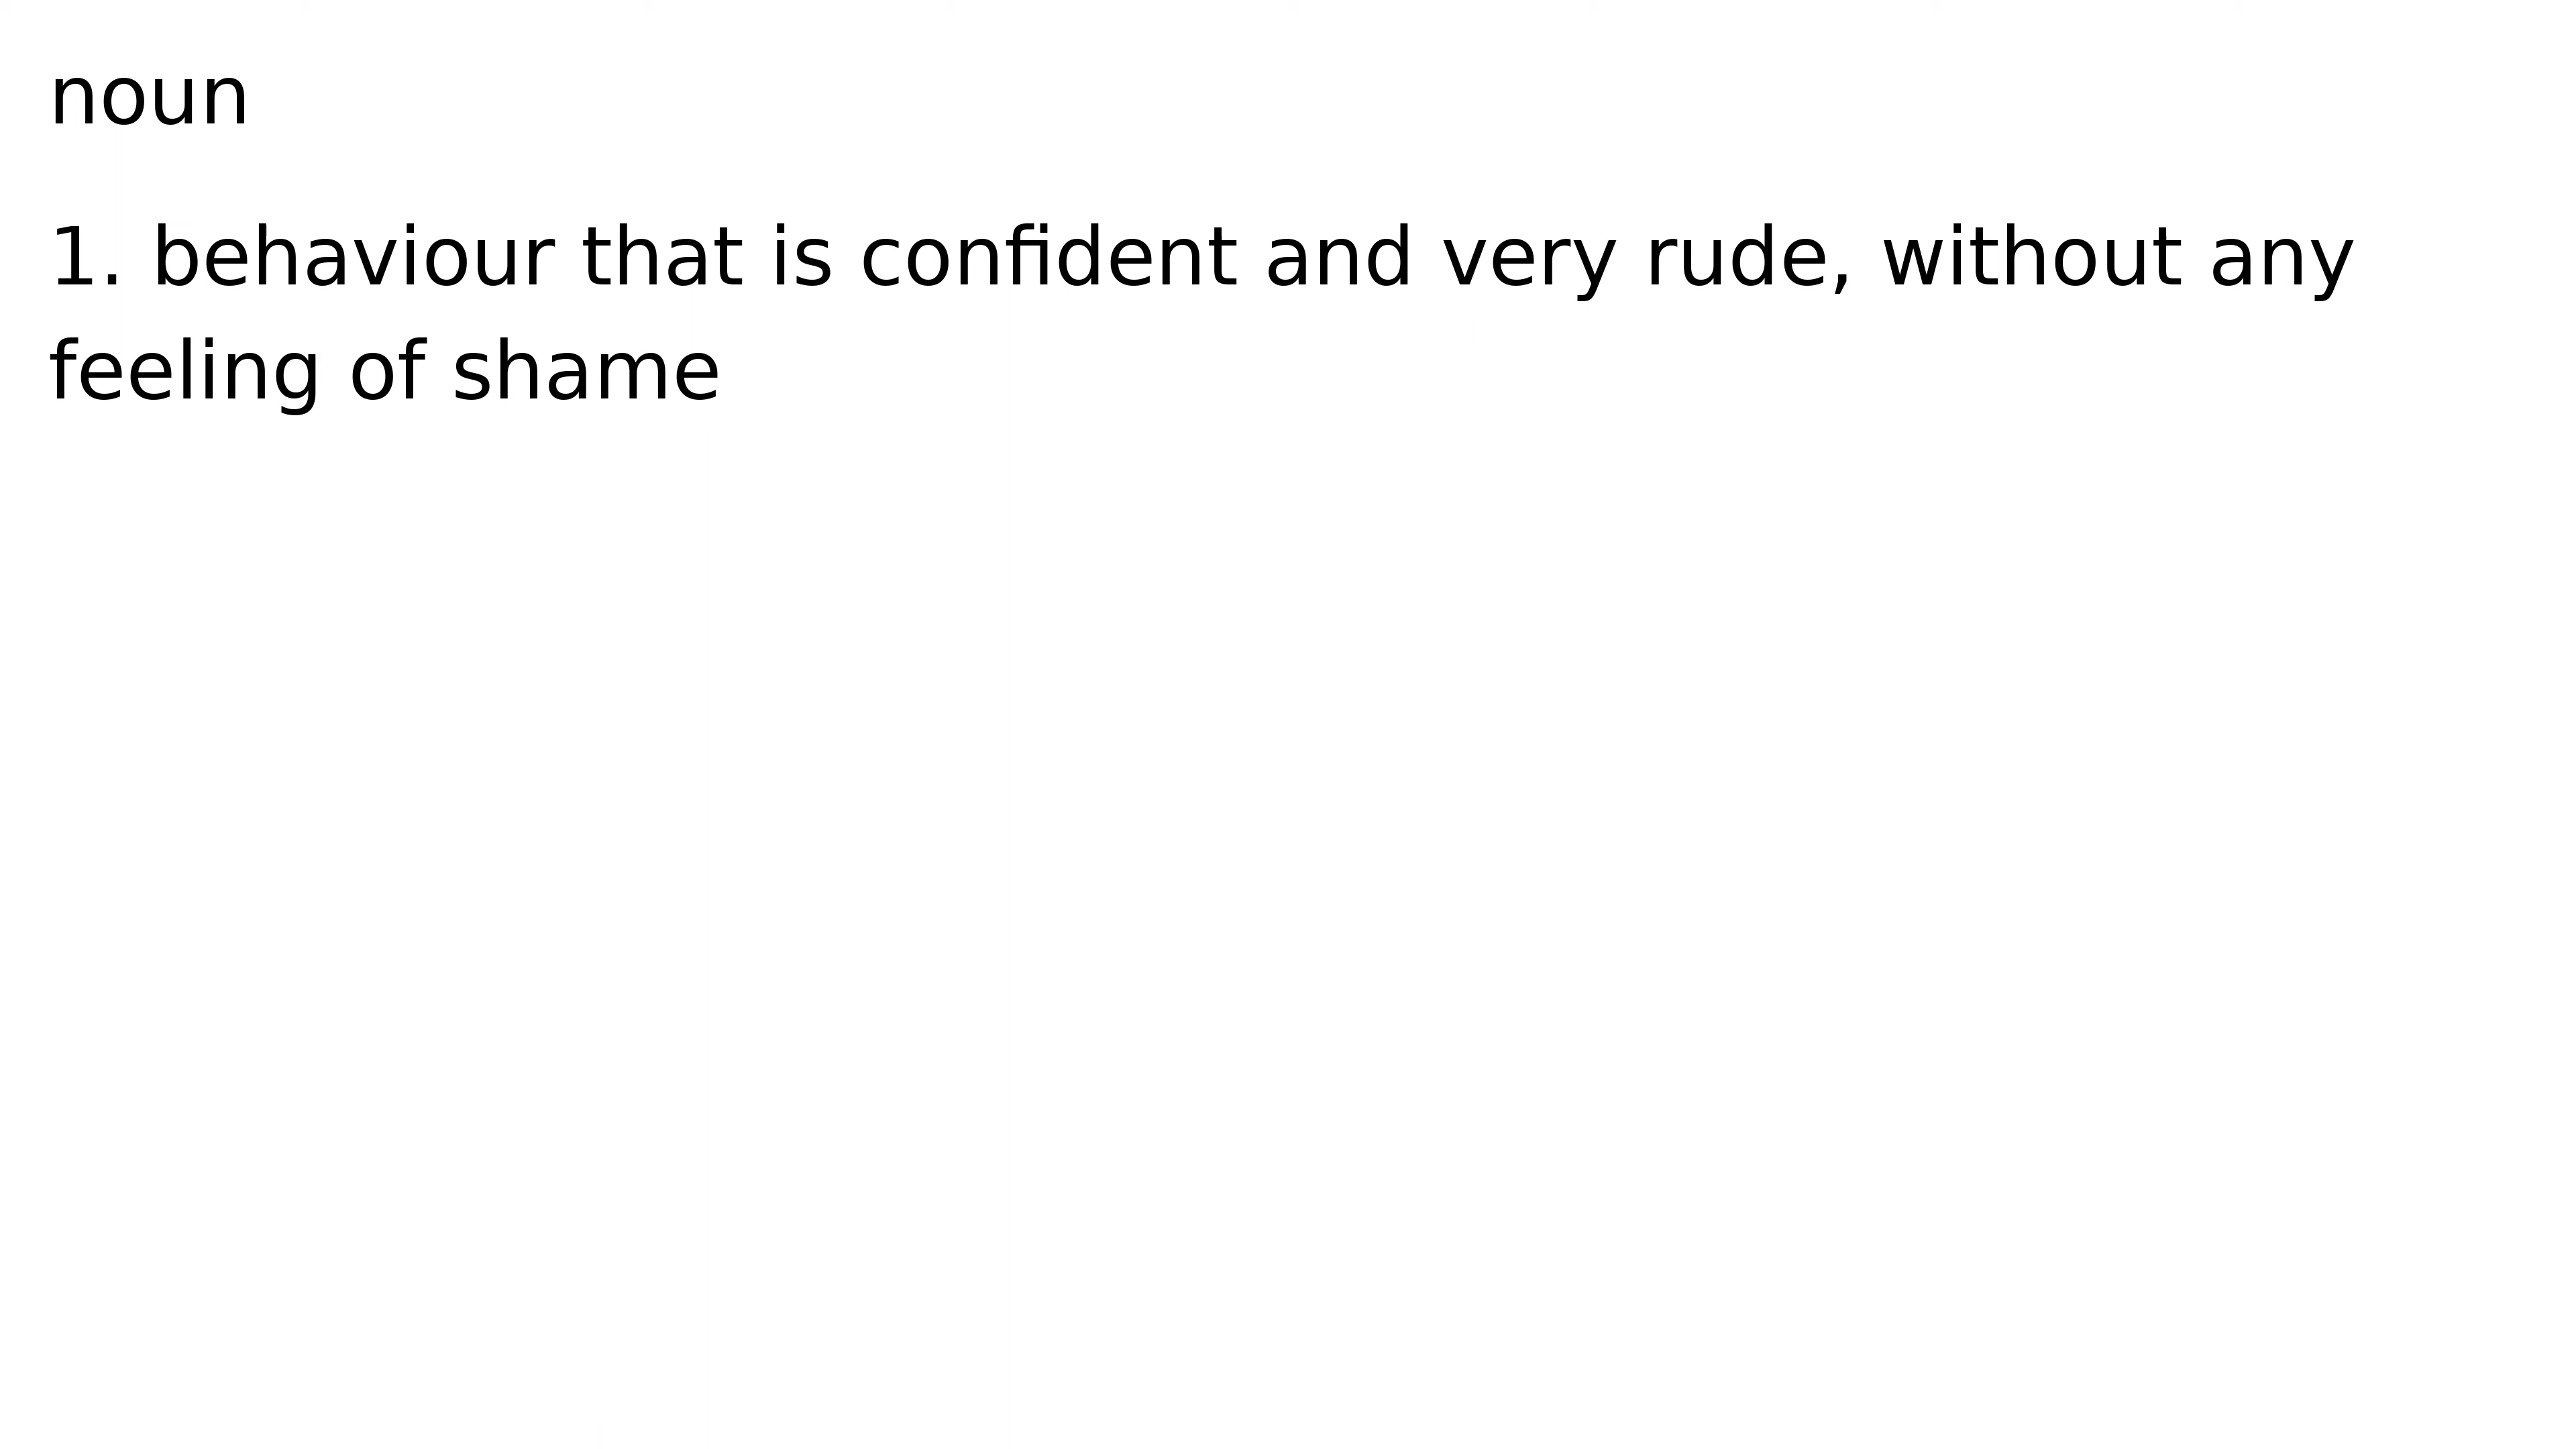 noun
1. behaviour that is confident and very rude, without any
feeling of shame